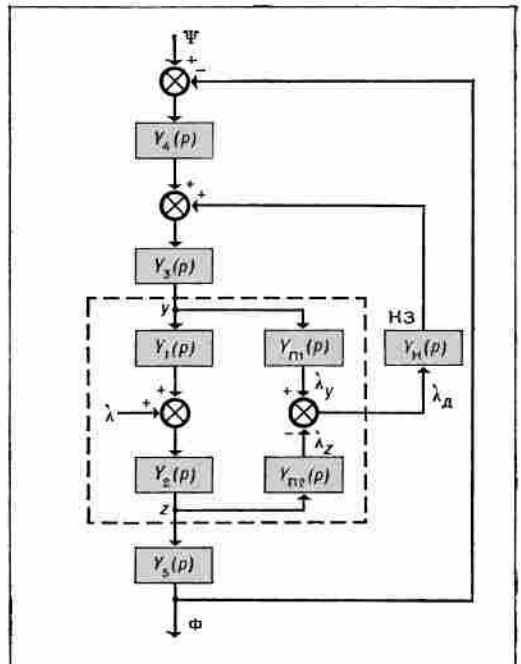 Ψ
+
−
Y₄(p)
+
+
Y₃(p)
y
НЗ
Y₁(p)
Yп₁(p)
Yн(p)
λ
+
+
+
λy
λд
−
λz
Y₂(p)
Yп₂(p)
z
Y₅(p)
Φ